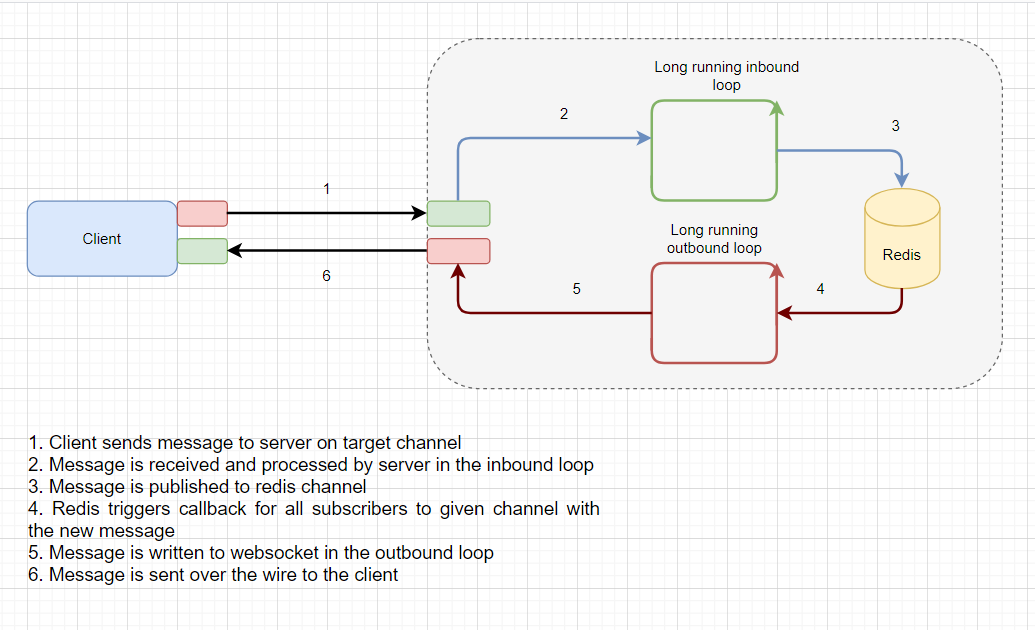 Long running inbound
loop
2
3
1
Client
Long running
outbound loop
Redis
6
5
4
1. Client sends message to server on target channel
2. Message is received and processed by server in the inbound loop
3. Message is published to redis channel
4. Redis triggers callback for all subscribers to given channel with
the new message
5. Message is written to websocket in the outbound loop
6. Message is sent over the wire to the client